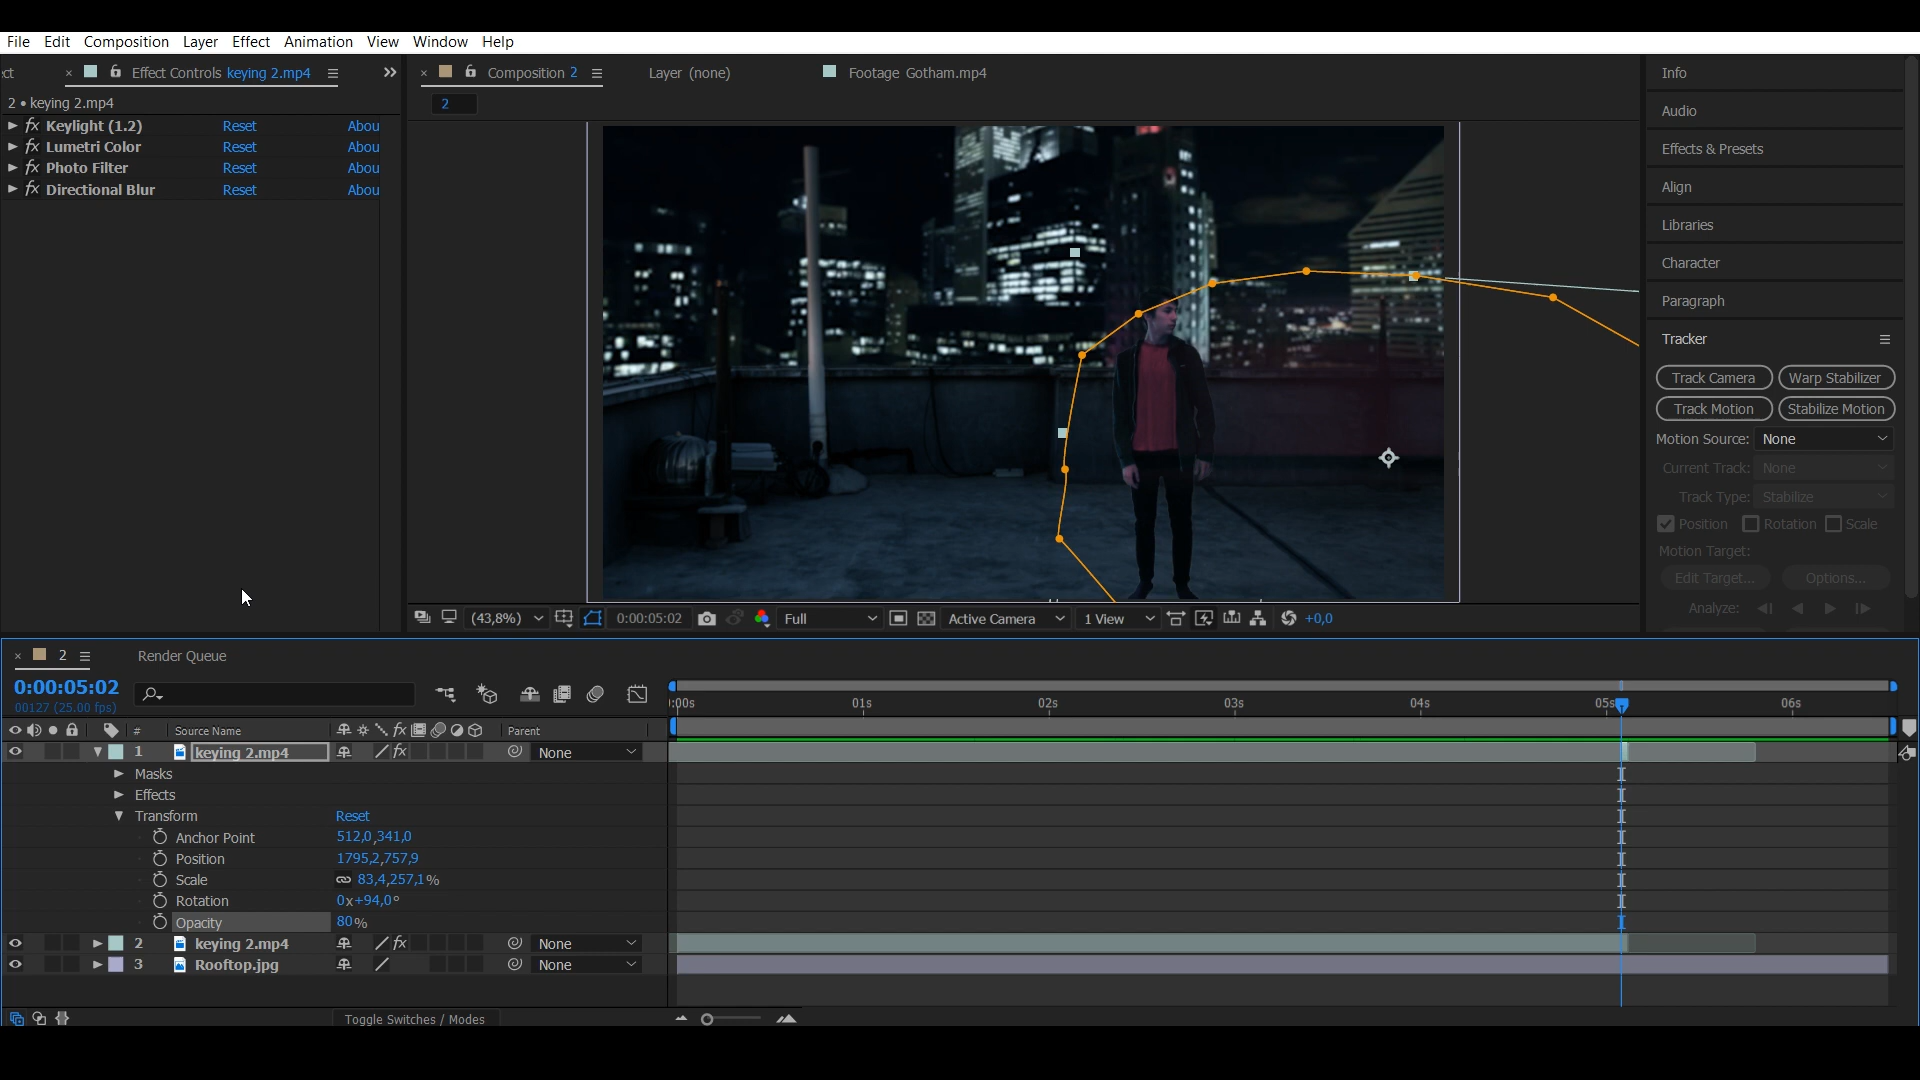 File Edit Composition Layer Effect Animation View Window Help
ct × Effect Controls keying 2.mp4
2 • keying 2.mp4
fx Keylight (1.2) Reset Abou
fx Lumetri Color Reset Abou
fx Photo Filter Reset Abou
fx Directional Blur Reset Abou
× Composition 2 Layer (none) Footage Gotham.mp4
2
(43,8%) 0:00:05:02 Full Active Camera 1 View +0,0
Info
Audio
Effects & Presets
Align
Libraries
Character
Paragraph
Tracker
Track Camera Warp Stabilizer
Track Motion Stabilize Motion
Motion Source: None
Current Track: None
Track Type: Stabilize
Position Rotation Scale
Motion Target:
Edit Target... Options...
Analyze:
× 2 Render Queue
0:00:05:02
00127 (25.00 fps)
# Source Name fx Parent
1 keying 2.mp4 fx None
Masks
Effects
Transform Reset
Anchor Point 512,0,341,0
Position 1795,2,757,9
Scale 83,4,257,1%
Rotation 0x+94,0°
Opacity 80%
2 keying 2.mp4 fx None
3 Rooftop.jpg None
Toggle Switches / Modes
:00s 01s 02s 03s 04s 05s 06s